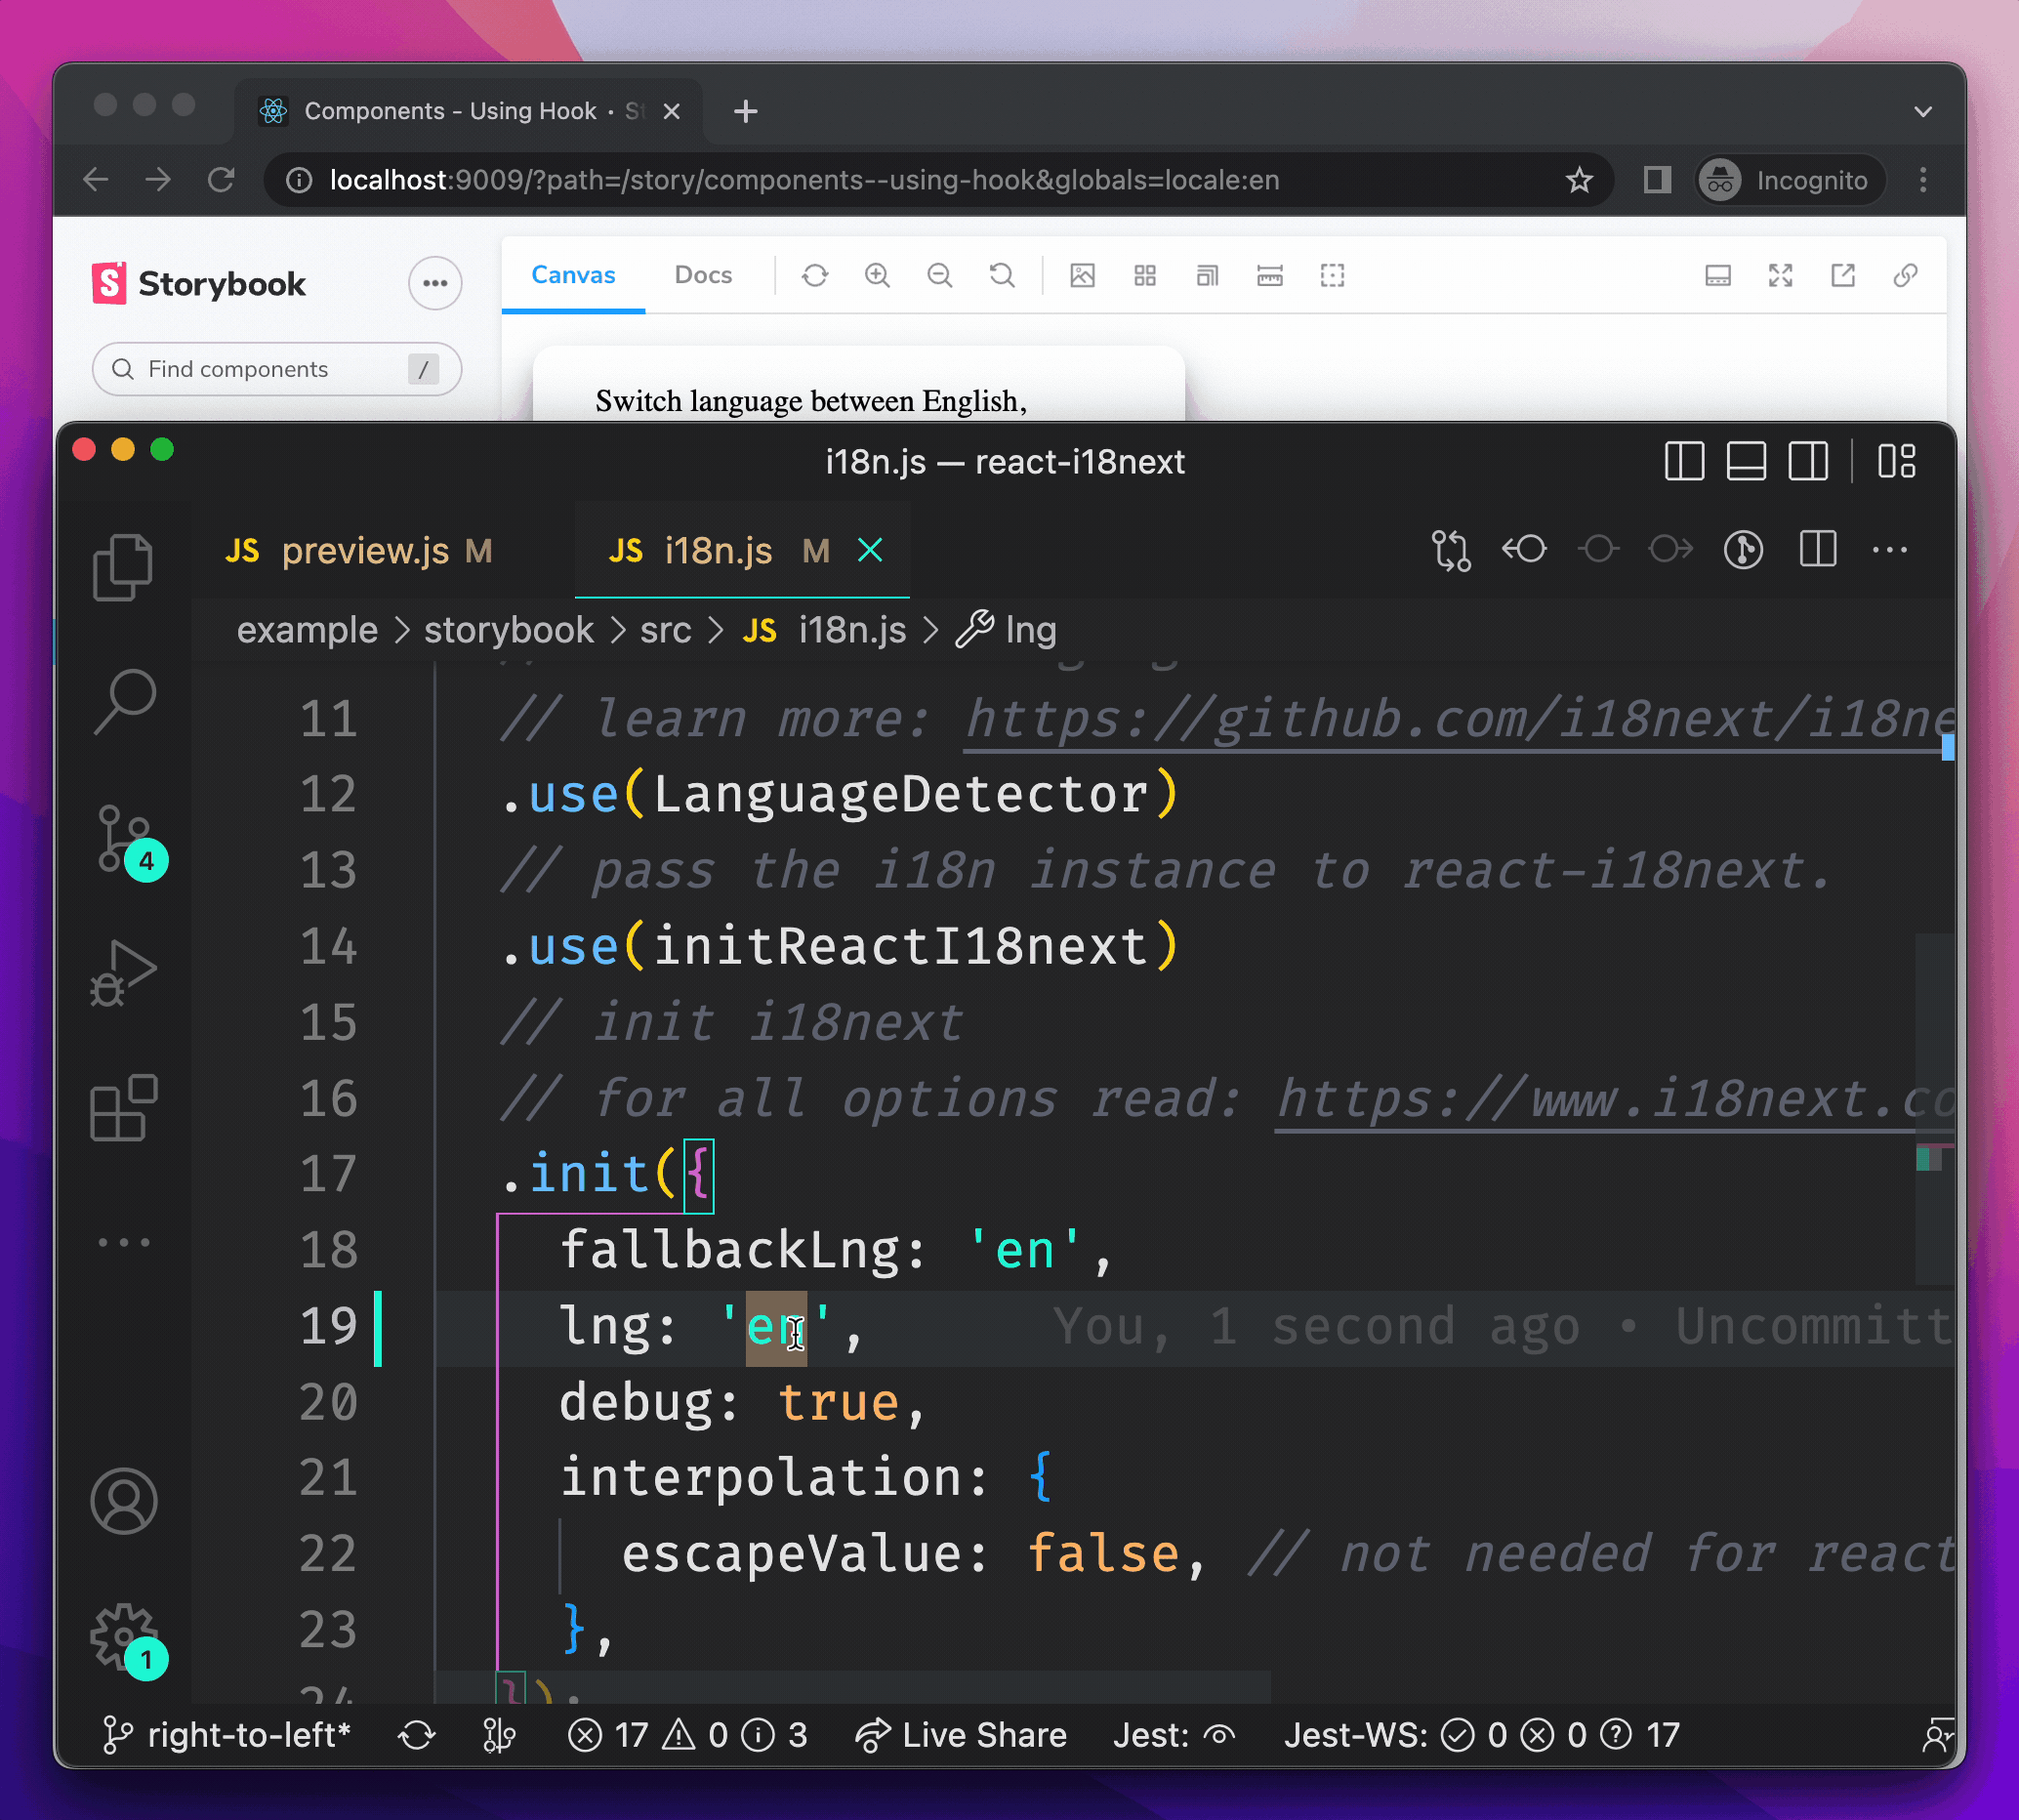 Components - Using Hook · St
localhost:9009/?path=/story/components--using-hook&globals=locale:en
Incognito
Storybook
Canvas Docs
Find components /
Switch language between English,
i18n.js — react-i18next
JS preview.js M JS i18n.js M
example > storybook > src > JS i18n.js > lng
11 // learn more: https://github.com/i18next/i18ne
12 .use(LanguageDetector)
13 // pass the i18n instance to react-i18next.
14 .use(initReactI18next)
15 // init i18next
16 // for all options read: https://www.i18next.co
17 .init({
18 fallbackLng: 'en',
19 lng: 'en', You, 1 second ago • Uncommitt
20 debug: true,
21 interpolation: {
22 escapeValue: false, // not needed for react
23 },
24 });
4
1
right-to-left* 17 0 3 Live Share Jest: Jest-WS: 0 0 17